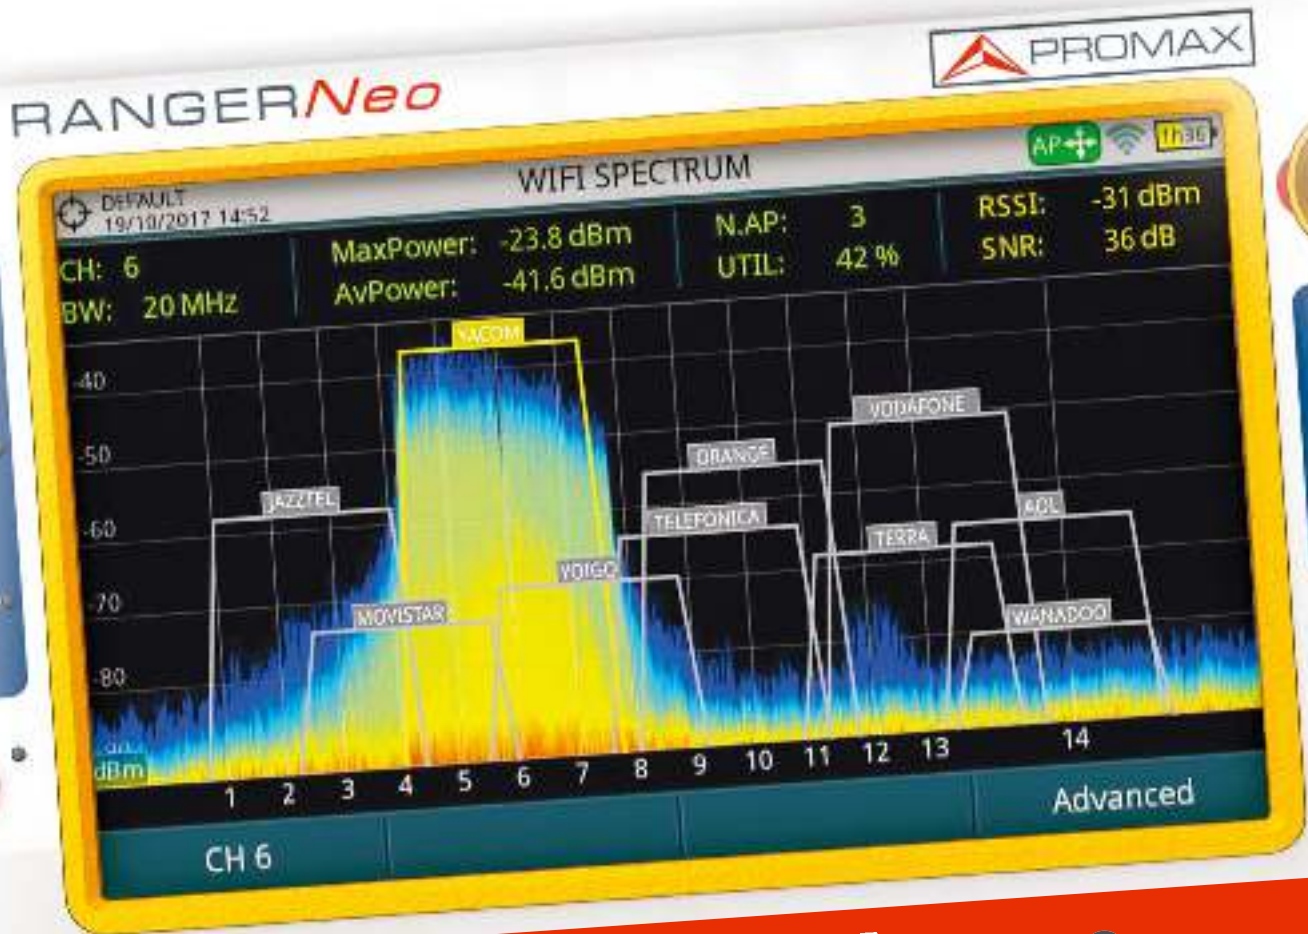 RANGERNeo
PROMAX
DEFAULT
19/10/2017 14:52
WIFI SPECTRUM
AP
1h36
CH: 6
BW: 20 MHz
MaxPower: -23.8 dBm
AvPower: -41.6 dBm
N.AP: 3
UTIL: 42 %
RSSI: -31 dBm
SNR: 36 dB
YACOM
-40
VODAFONE
-50
ORANGE
JAZZTEL
-60
TELEFONICA
AOL
TERRA
YOIGO
-70
MOVISTAR
WANADOO
-80
-90
dBm
1 2 3 4 5 6 7 8 9 10 11 12 13 14
CH 6
Advanced